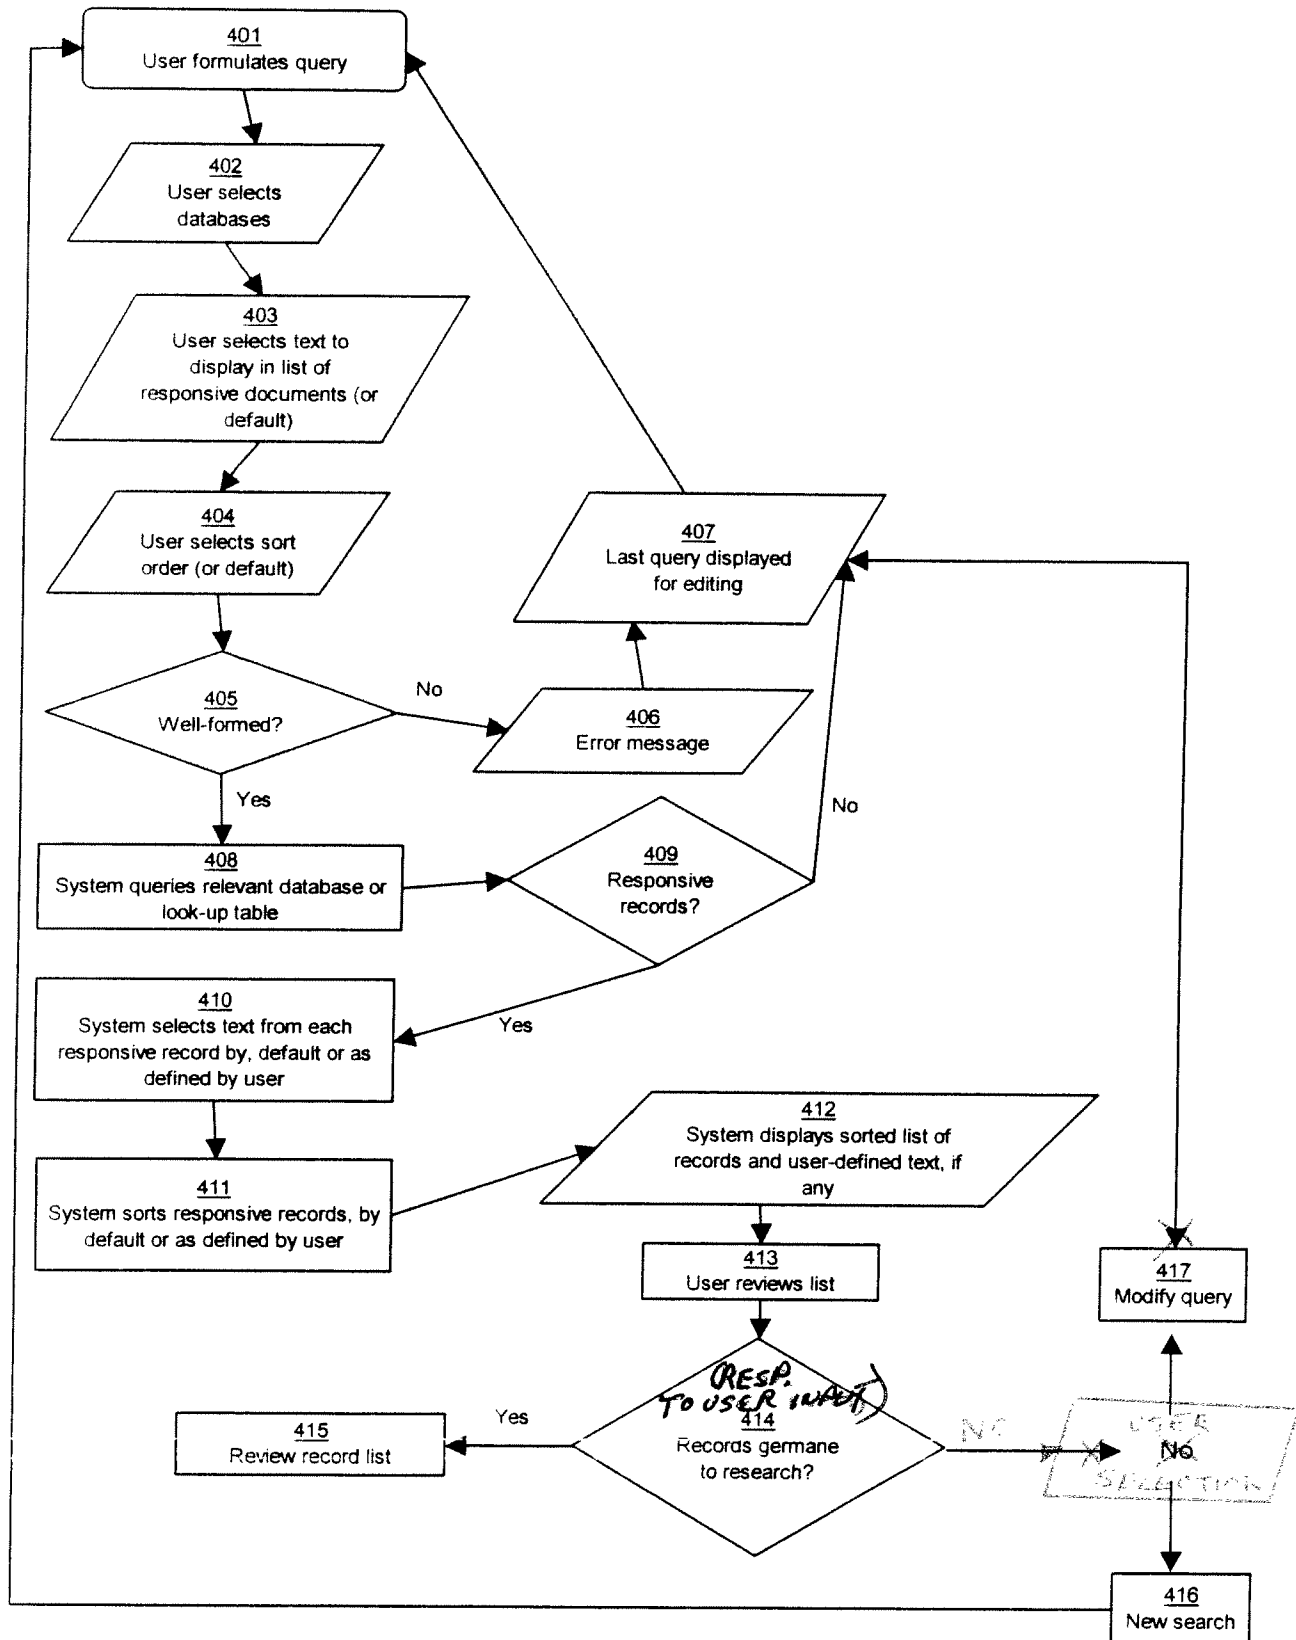 401
User formulates query
402
User selects
databases
403
User selects text to
display in list of
responsive documents (or
default)
404
User selects sort
order (or default)
407
Last query displayed
for editing
405
Well-formed?
No
406
Error message
Yes
No
408
System queries relevant database or
look-up table
409
Responsive
records?
Yes
410
System selects text from each
responsive record by, default or as
defined by user
411
System sorts responsive records, by
default or as defined by user
412
System displays sorted list of
records and user-defined text, if
any
413
User reviews list
417
Modify query
(RESP.
TO USER INPUT)
414
Records germane
to research?
Yes
415
Review record list
NO
USER
No
SELECTION
416
New search